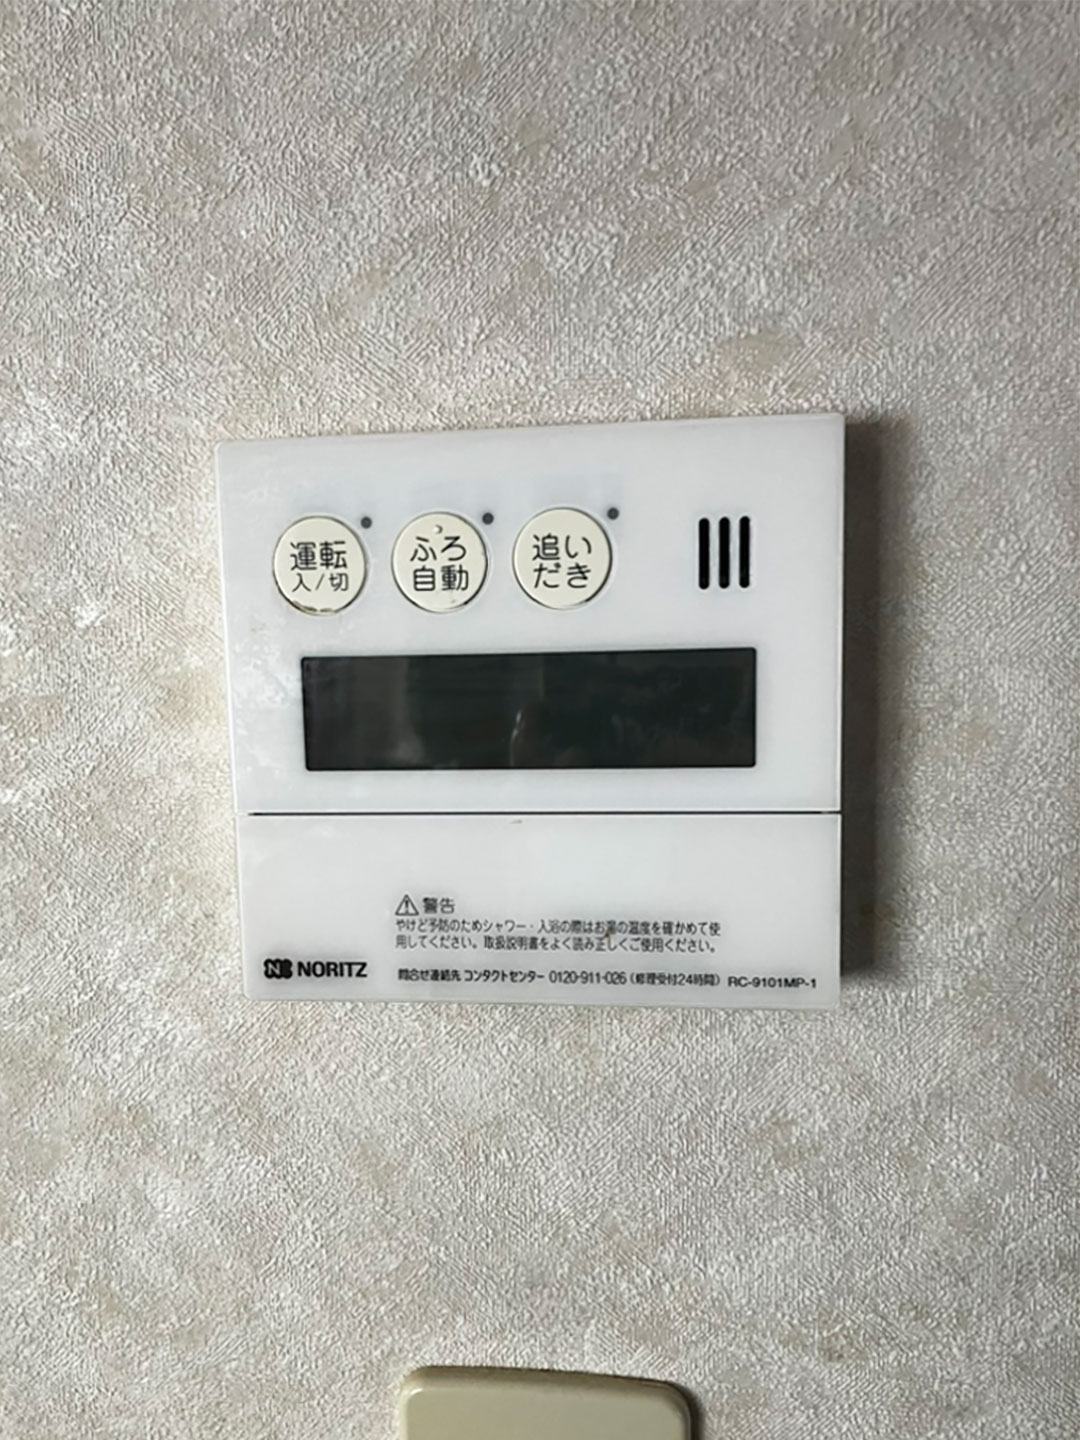 運転
入/切
ふろ
自動
追い
だき
警告
やけど予防のためシャワー・入浴の際はお湯の温度を確かめて使
用してください。取扱説明書をよく読み正しくご使用ください。
NORITZ
問合せ連絡先 コンタクトセンター 0120-911-026（修理受付24時間） RC-9101MP-1